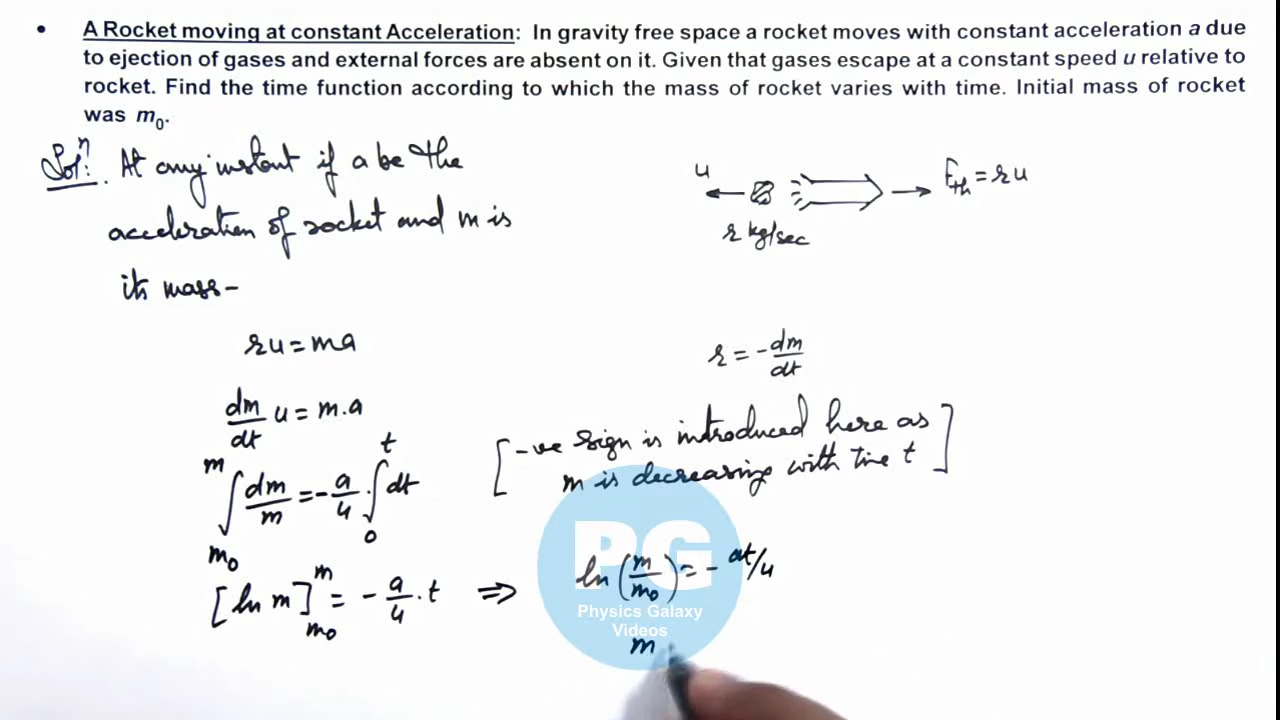 • A Rocket moving at constant Acceleration: In gravity free space a rocket moves with constant acceleration a due
to ejection of gases and external forces are absent on it. Given that gases escape at a constant speed u relative to
rocket. Find the time function according to which the mass of rocket varies with time. Initial mass of rocket
was m₀.
Solⁿ: At any instant if a be the
acceleration of rocket and m is
its mass–
u
F_th = ru
r kg/sec
ru = ma
r = -dm/dt
dm/dt u = m.a
[-ve sign is introduced here as
m is decreasing with time t]
∫_{m₀}^{m} dm/m = -a/u ∫_{0}^{t} dt
[ln m]_{m₀}^{m} = -a/u . t ⇒ ln(m/m₀) = - at/u
m
PG
Physics Galaxy
Videos